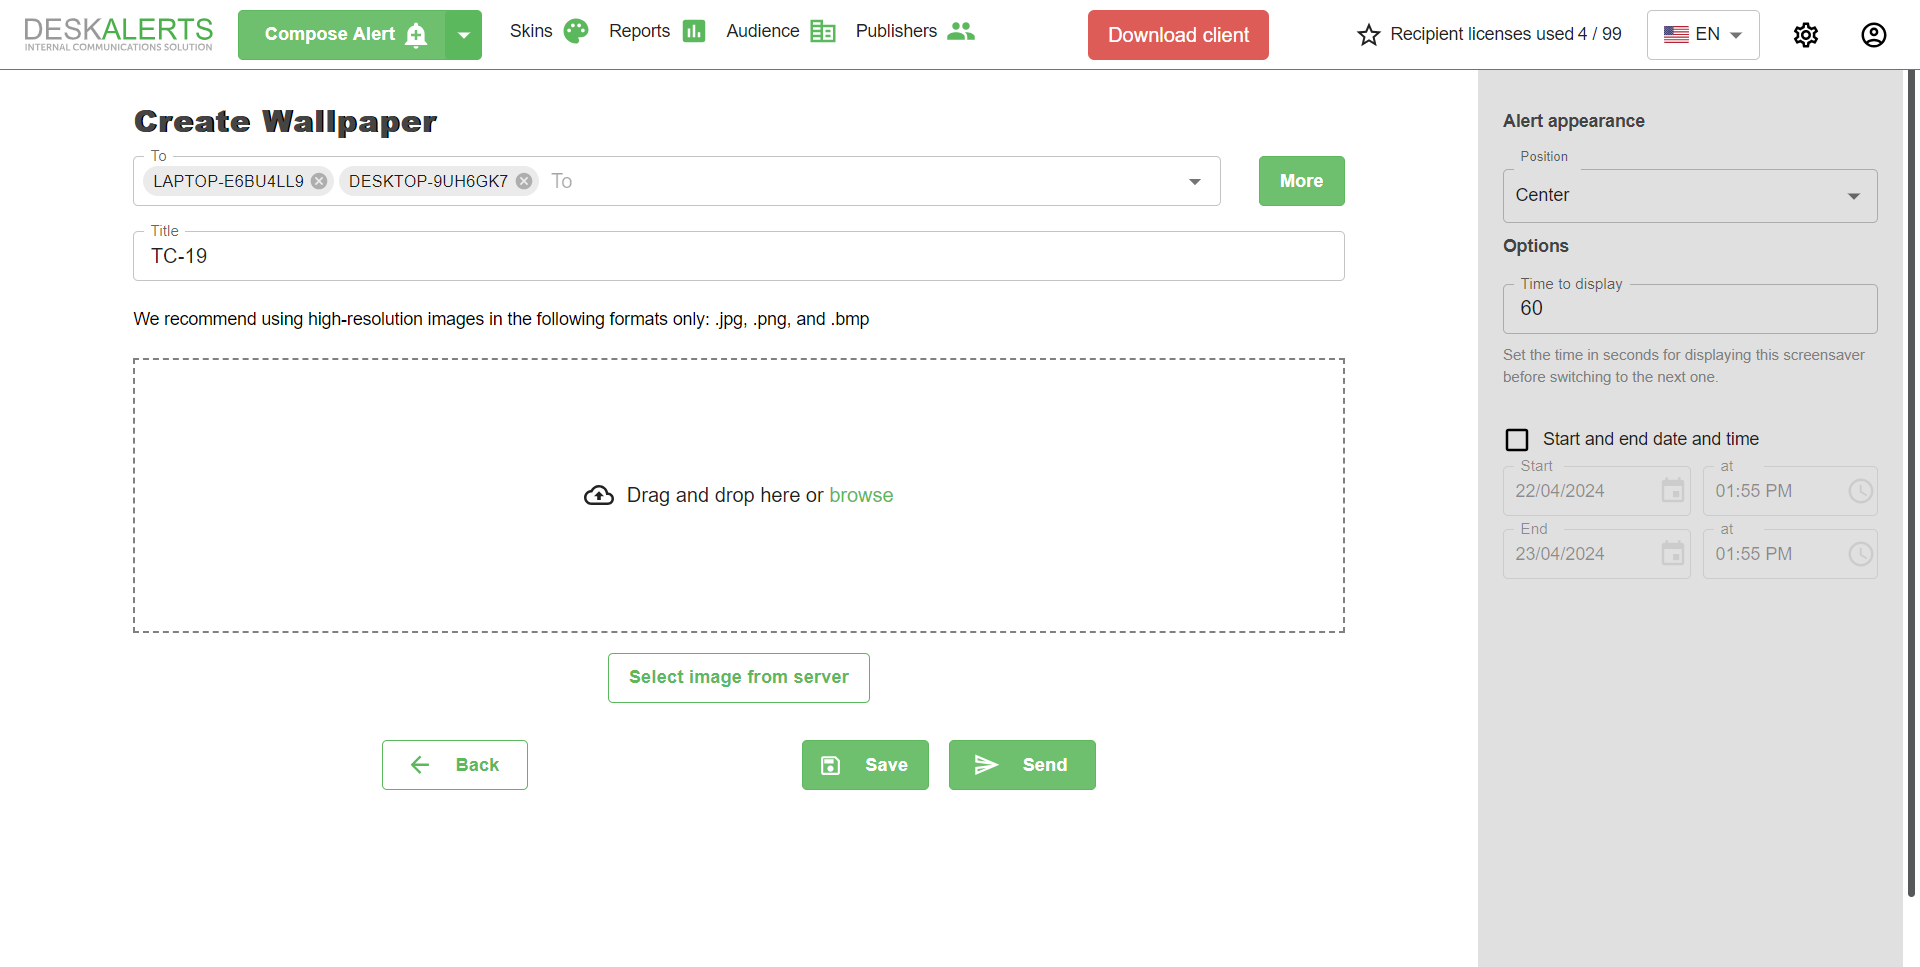 DESKALERTS
INTERNAL COMMUNICATIONS SOLUTION
Compose Alert
Skins
Reports
Audience
Publishers
Download client
Recipient licenses used 4 / 99
EN
Create Wallpaper
To
LAPTOP-E6BU4LL9
DESKTOP-9UH6GK7
To
More
Title
TC-19
We recommend using high-resolution images in the following formats only: .jpg, .png, and .bmp
Drag and drop here or browse
Select image from server
Back
Save
Send
Alert appearance
Position
Center
Options
Time to display
60
Set the time in seconds for displaying this screensaver
before switching to the next one.
Start and end date and time
Start
22/04/2024
at
01:55 PM
End
23/04/2024
at
01:55 PM